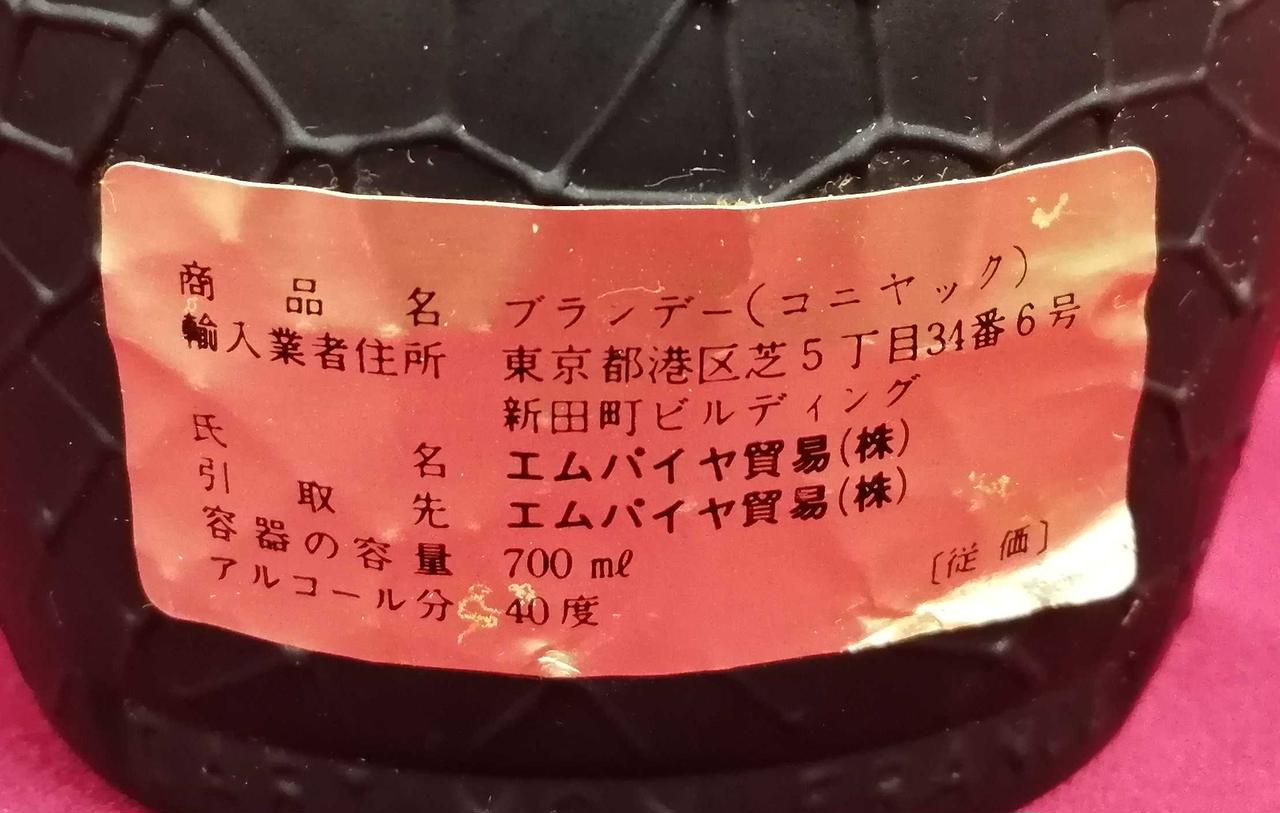 商品名 ブランデー(コニヤック)
輸入業者住所 東京都港区芝5丁目34番6号
新田町ビルディング
氏名 エムパイヤ貿易(株)
引取先 エムパイヤ貿易(株)
容器の容量 700 ml
アルコール分 40度
〔従価〕